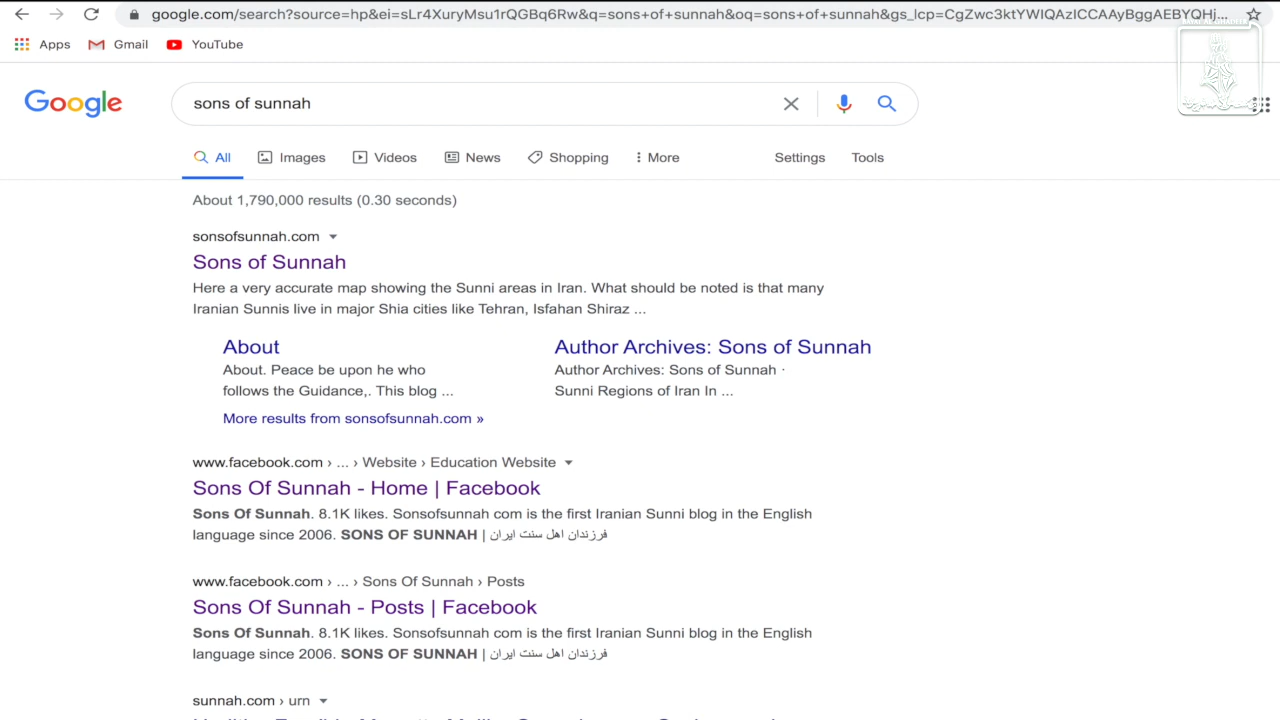 google.com/search?source=hp&ei=sLr4XuryMsu1rQGBq6Rw&q=sons+of+sunnah&oq=sons+of+sunnah&gs_lcp=CgZwc3ktYWIQAzICCAAyBggAEBYQHj...
Apps Gmail YouTube
Google sons of sunnah
All Images Videos News Shopping More Settings Tools
About 1,790,000 results (0.30 seconds)
sonsofsunnah.com
Sons of Sunnah
Here a very accurate map showing the Sunni areas in Iran. What should be noted is that many
Iranian Sunnis live in major Shia cities like Tehran, Isfahan Shiraz ...
About
About. Peace be upon he who
follows the Guidance,. This blog ...
Author Archives: Sons of Sunnah
Author Archives: Sons of Sunnah ·
Sunni Regions of Iran In ...
More results from sonsofsunnah.com »
www.facebook.com › ... › Website › Education Website
Sons Of Sunnah - Home | Facebook
Sons Of Sunnah. 8.1K likes. Sonsofsunnah com is the first Iranian Sunni blog in the English
language since 2006. SONS OF SUNNAH | فرزندان اهل سنت ایران
www.facebook.com › ... › Sons Of Sunnah › Posts
Sons Of Sunnah - Posts | Facebook
Sons Of Sunnah. 8.1K likes. Sonsofsunnah com is the first Iranian Sunni blog in the English
language since 2006. SONS OF SUNNAH | فرزندان اهل سنت ایران
sunnah.com › urn